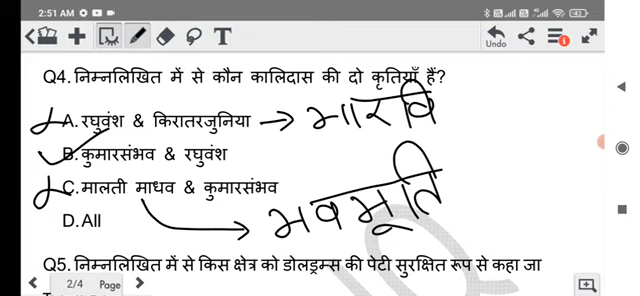 2:51 AM
43
Undo
Q4.निम्नलिखित में से कौन कालिदास की दो कृतियाँ हैं?
A.रघुवंश & किरातरजुनिया → भारवि
B.कुमारसंभव & रघुवंश
C.मालती माधव & कुमारसंभव
D.All
भवभूति
Q5.निम्नलिखित में से किस क्षेत्र को डोलड्रम्स की पेटी सुरक्षित रूप से कहा जा
2/4 Page